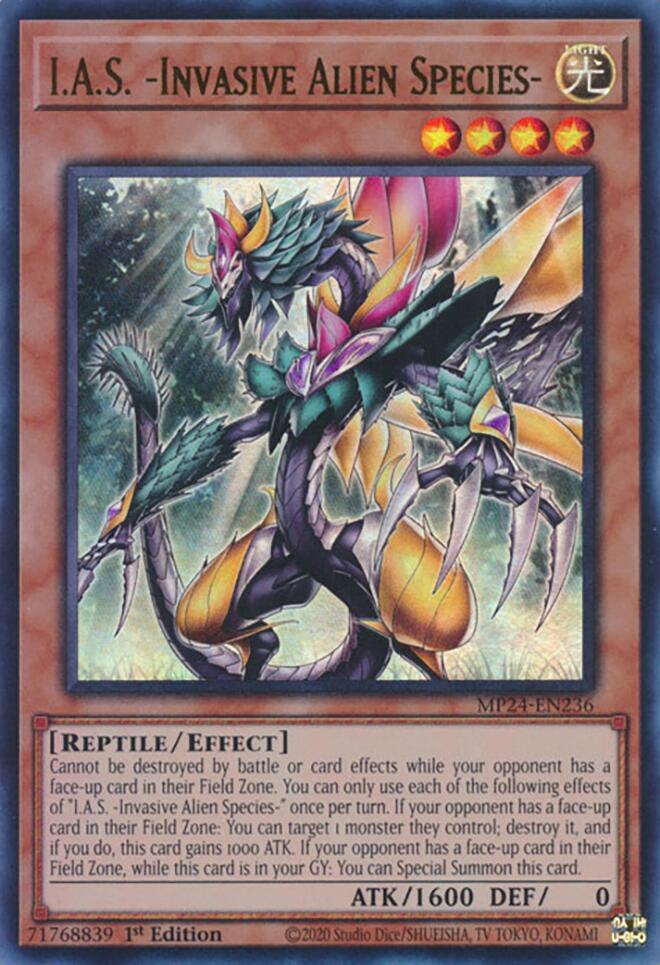 I.A.S. -Invasive Alien Species-
LIGHT
光
MP24-EN236
[Reptile/Effect]
Cannot be destroyed by battle or card effects while your opponent has a
face-up card in their Field Zone. You can only use each of the following effects
of "I.A.S. -Invasive Alien Species-" once per turn. If your opponent has a face-up
card in their Field Zone: You can target 1 monster they control; destroy it, and
if you do, this card gains 1000 ATK. If your opponent has a face-up card in their
Field Zone, while this card is in your GY: You can Special Summon this card.
ATK/1600 DEF/ 0
71768839 1st Edition ©2020 Studio Dice/SHUEISHA, TV TOKYO, KONAMI